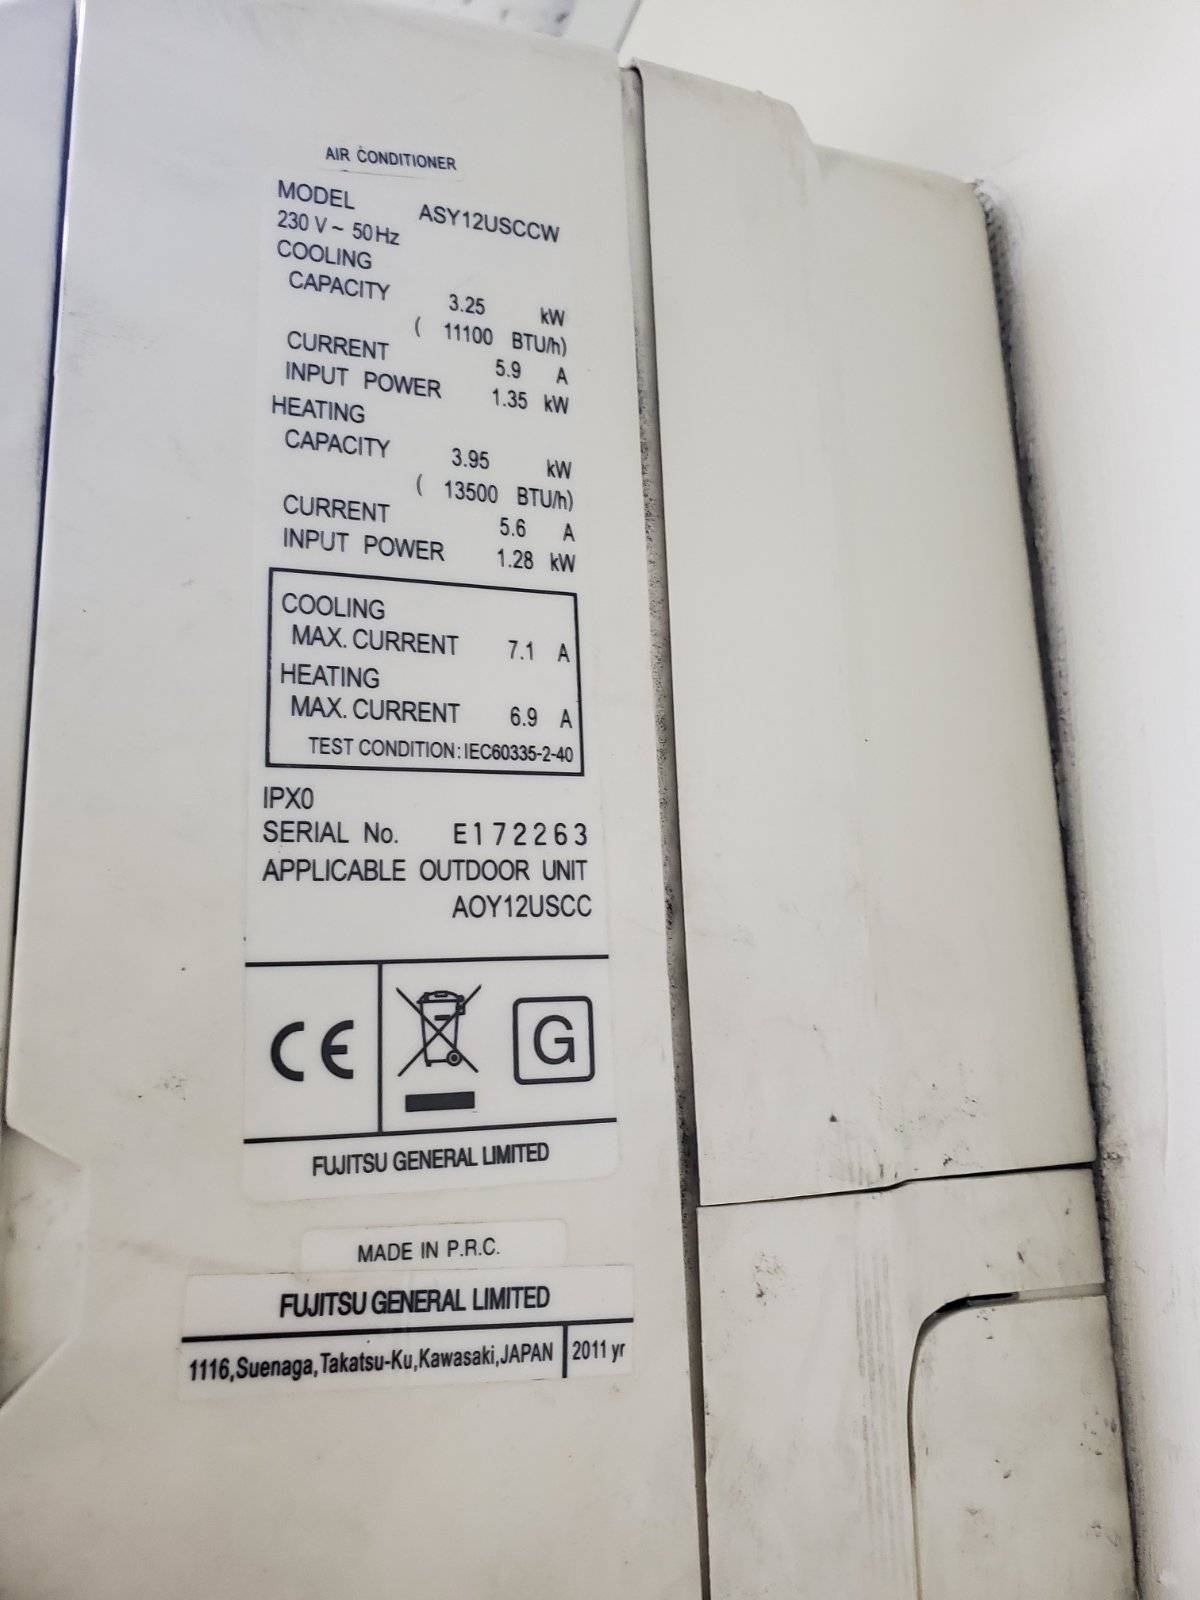 AIR CONDITIONER
MODEL ASY12USCCW
230 V ~ 50Hz
COOLING
CAPACITY 3.25 kW
( 11100 BTU/h)
CURRENT 5.9 A
INPUT POWER 1.35 kW
HEATING
CAPACITY 3.95 kW
( 13500 BTU/h)
CURRENT 5.6 A
INPUT POWER 1.28 kW
COOLING
MAX. CURRENT 7.1 A
HEATING
MAX. CURRENT 6.9 A
TEST CONDITION:IEC60335-2-40
IPX0
SERIAL No. E172263
APPLICABLE OUTDOOR UNIT
AOY12USCC
CE G
FUJITSU GENERAL LIMITED
MADE IN P.R.C.
FUJITSU GENERAL LIMITED
1116,Suenaga,Takatsu-Ku,Kawasaki,JAPAN 2011 yr